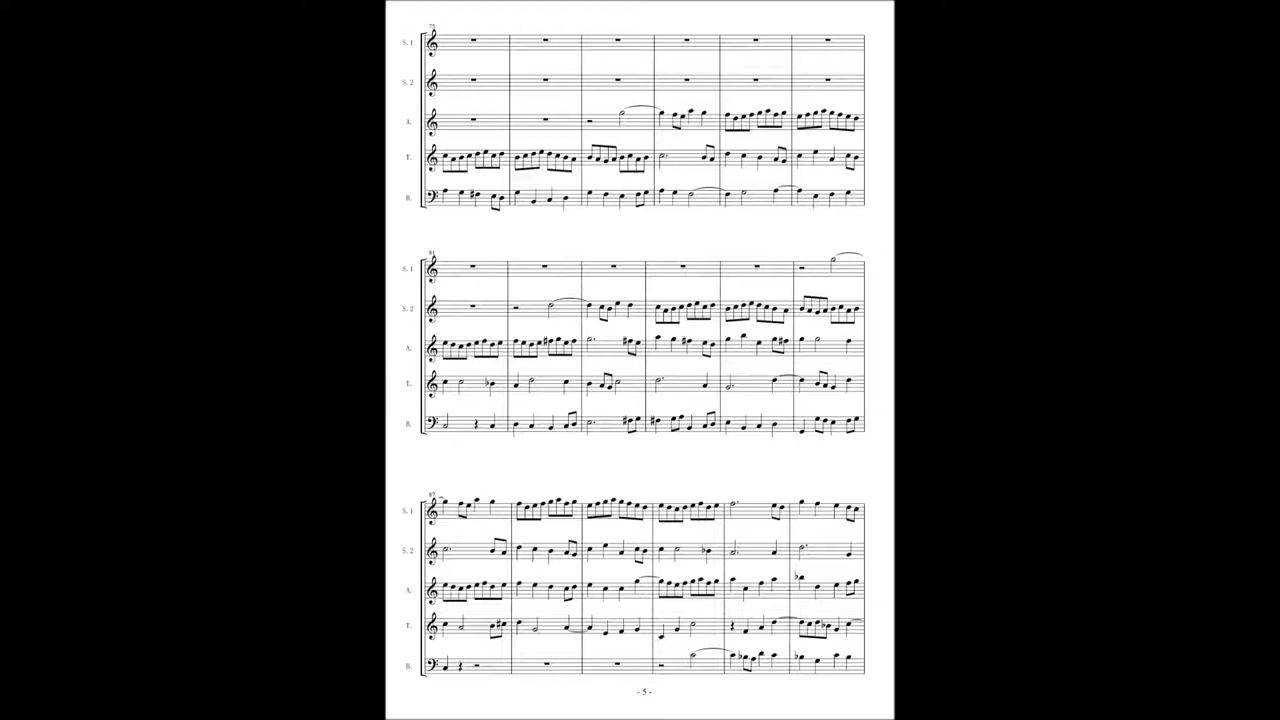 75
S. 1
S. 2
A.
T.
B.
81
S. 1
S. 2
A.
T.
B.
87
S. 1
S. 2
A.
T.
B.
- 5 -